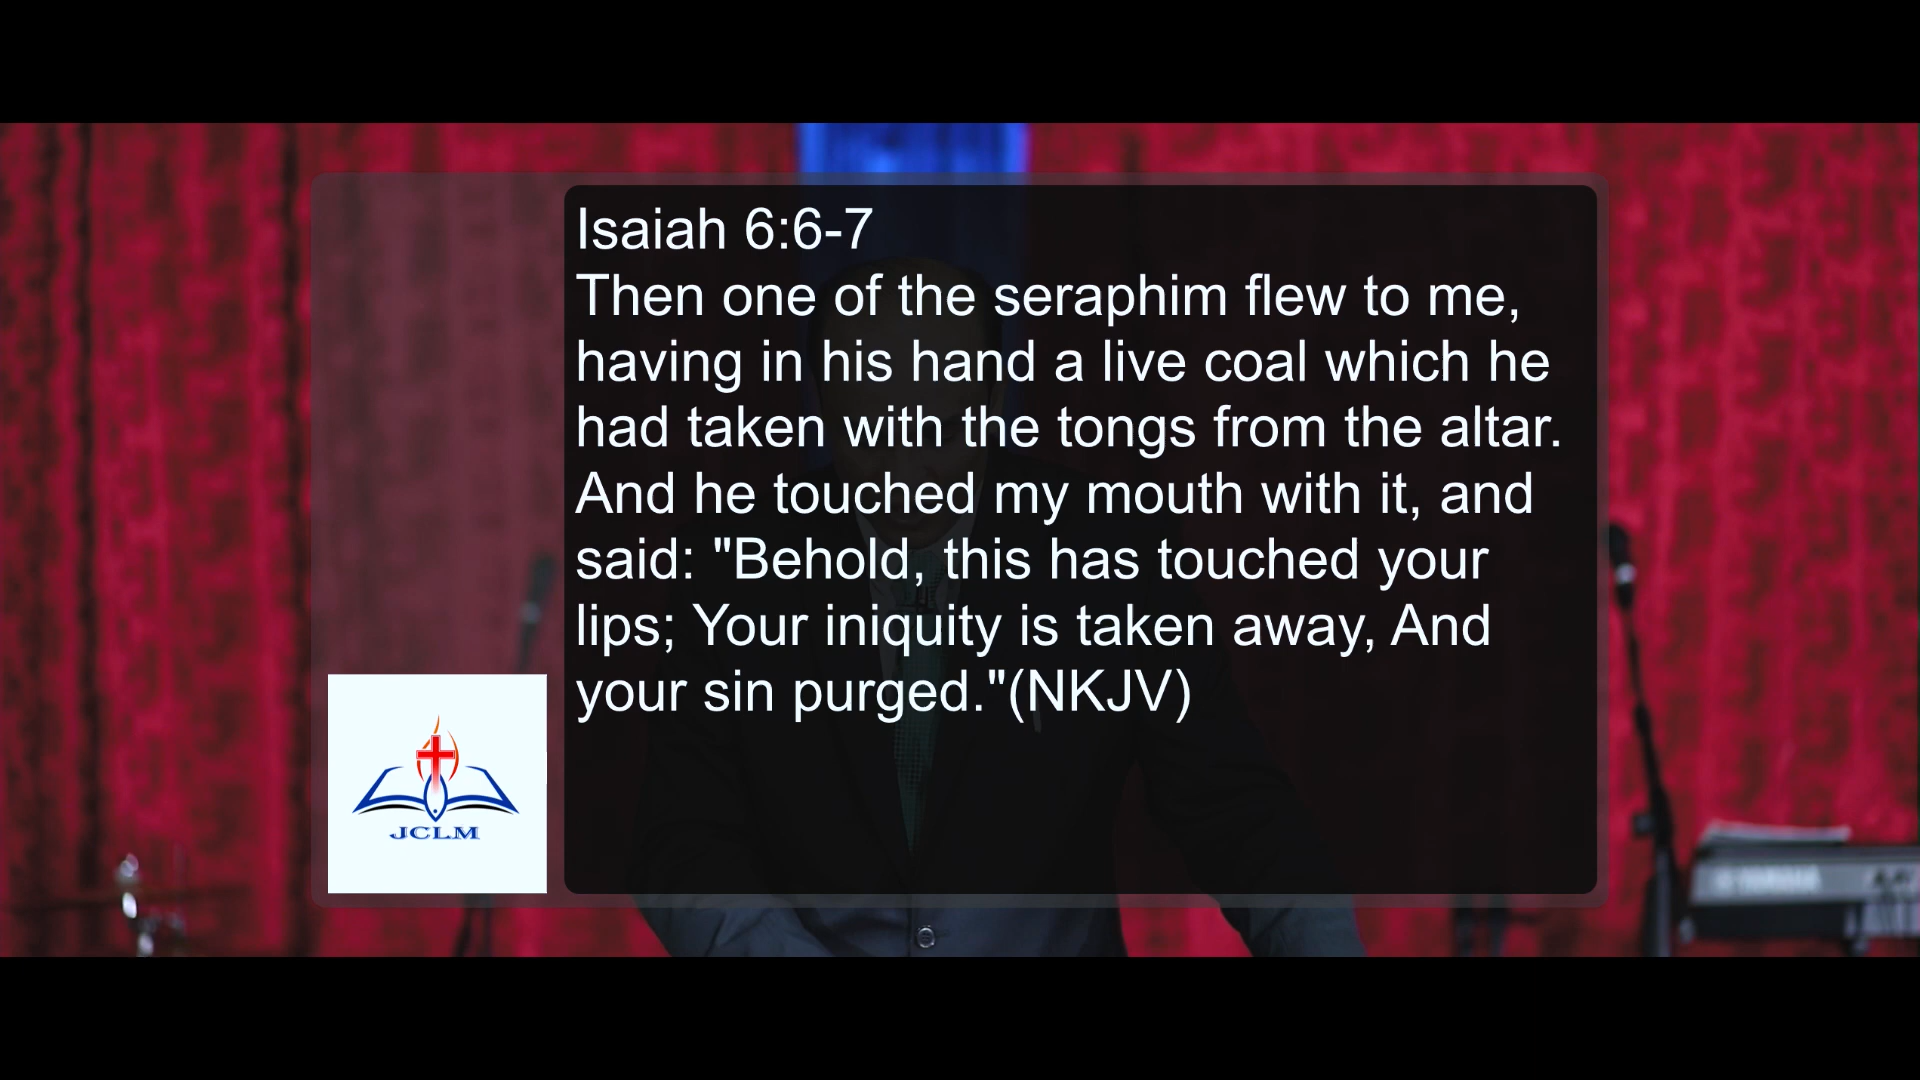 Isaiah 6:6-7
Then one of the seraphim flew to me,
having in his hand a live coal which he
had taken with the tongs from the altar.
And he touched my mouth with it, and
said: "Behold, this has touched your
lips; Your iniquity is taken away, And
your sin purged."(NKJV)
JCLM
YAMAHA